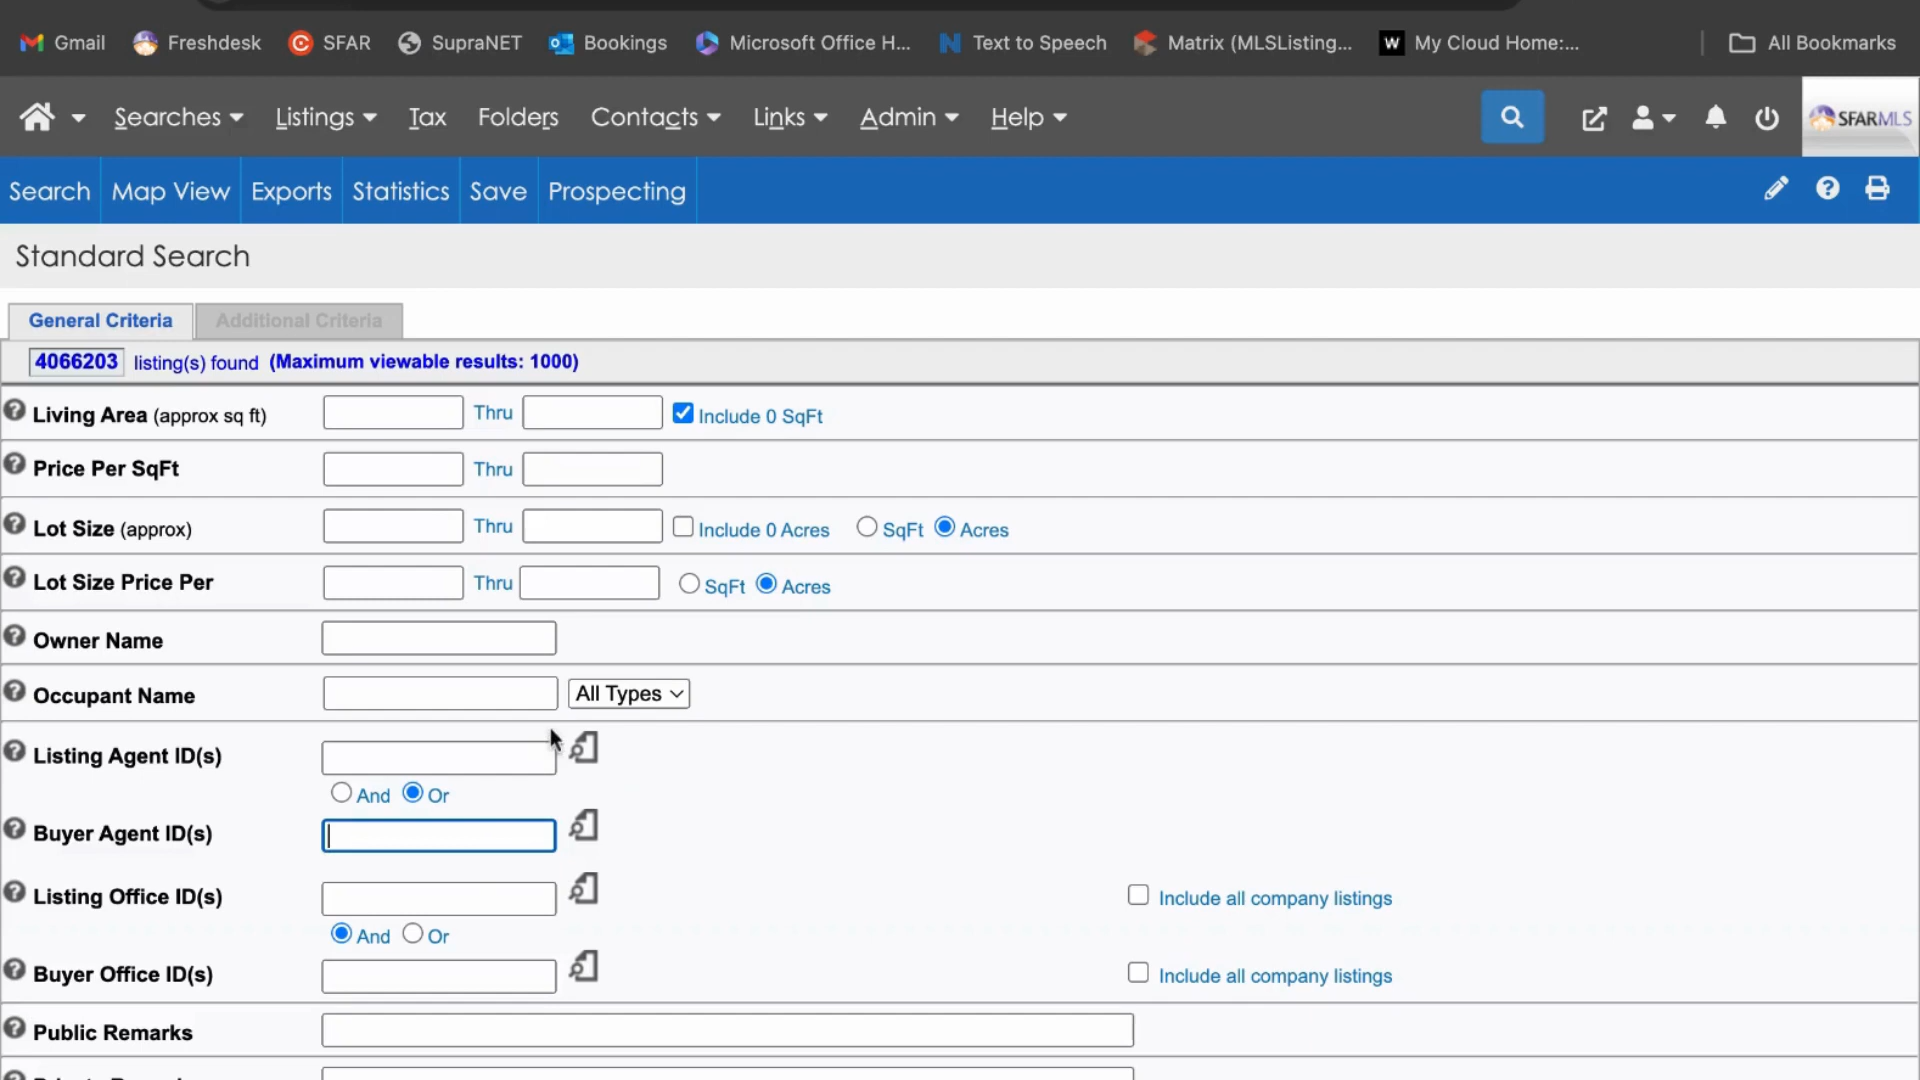 Gmail Freshdesk SFAR SupraNET Bookings Microsoft Office H... Text to Speech Matrix (MLSListing... W My Cloud Home:... All Bookmarks
Searches Listings Tax Folders Contacts Links Admin Help SFARMLS
Search Map View Exports Statistics Save Prospecting
Standard Search
General Criteria Additional Criteria
4066203 listing(s) found (Maximum viewable results: 1000)
Living Area (approx sq ft) Thru Include 0 SqFt
Price Per SqFt Thru
Lot Size (approx) Thru Include 0 Acres SqFt Acres
Lot Size Price Per Thru SqFt Acres
Owner Name
Occupant Name All Types
Listing Agent ID(s)
And Or
Buyer Agent ID(s)
Listing Office ID(s) Include all company listings
And Or
Buyer Office ID(s) Include all company listings
Public Remarks